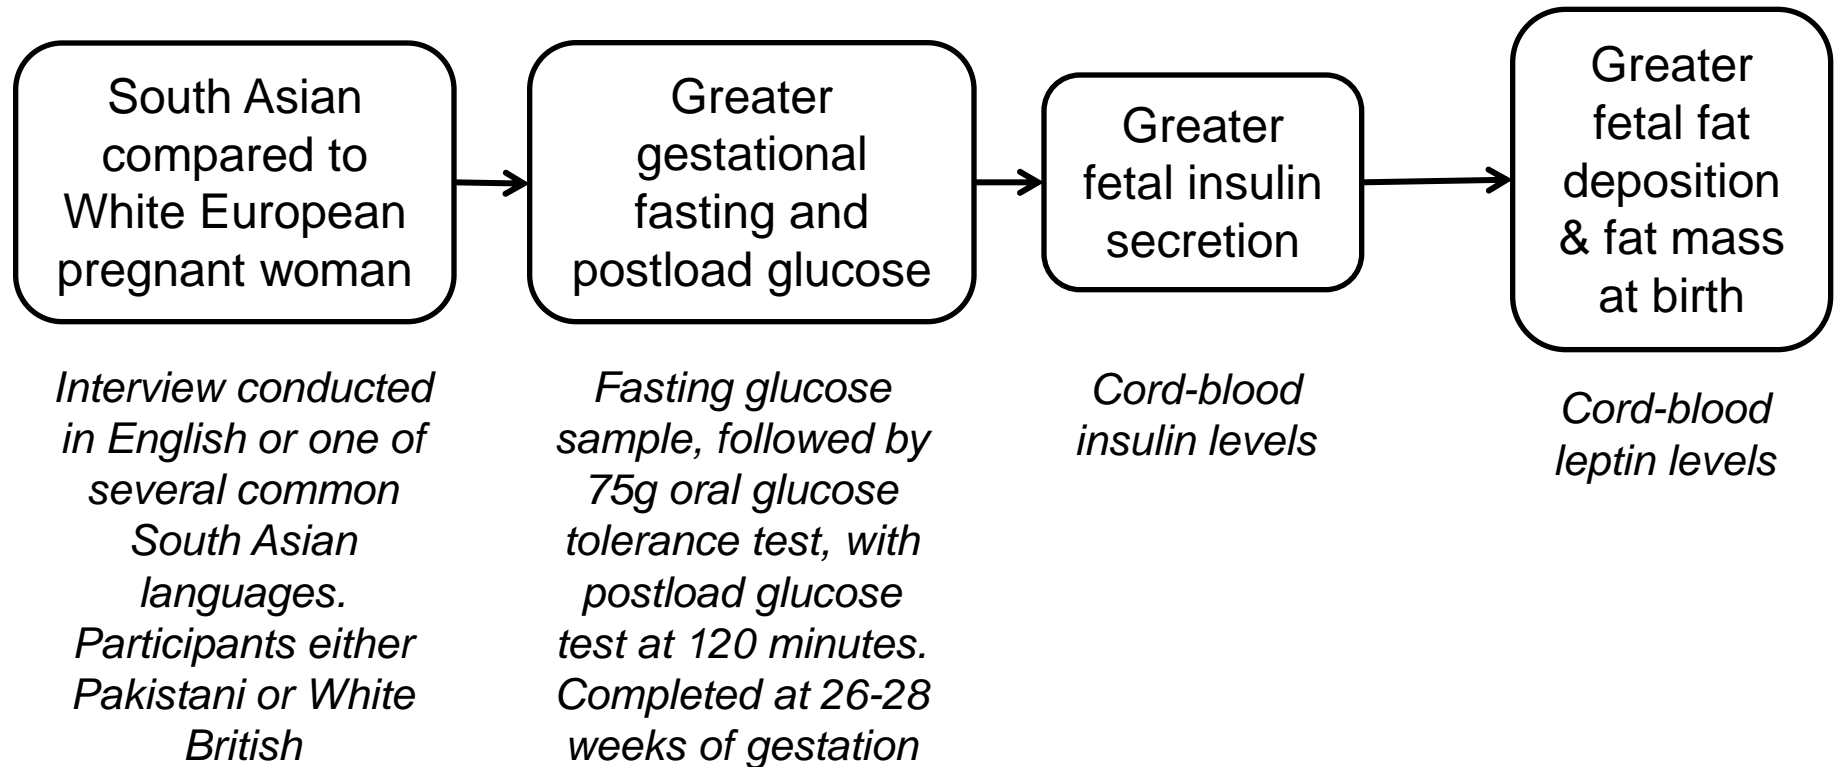 South Asian
compared to
White European
pregnant woman
Greater
gestational
fasting and
postload glucose
Greater
fetal insulin
secretion
Greater
fetal fat
deposition
& fat mass
at birth
Interview conducted
in English or one of
several common
South Asian
languages.
Participants either
Pakistani or White
British
Fasting glucose
sample, followed by
75g oral glucose
tolerance test, with
postload glucose
test at 120 minutes.
Completed at 26-28
weeks of gestation
Cord-blood
insulin levels
Cord-blood
leptin levels